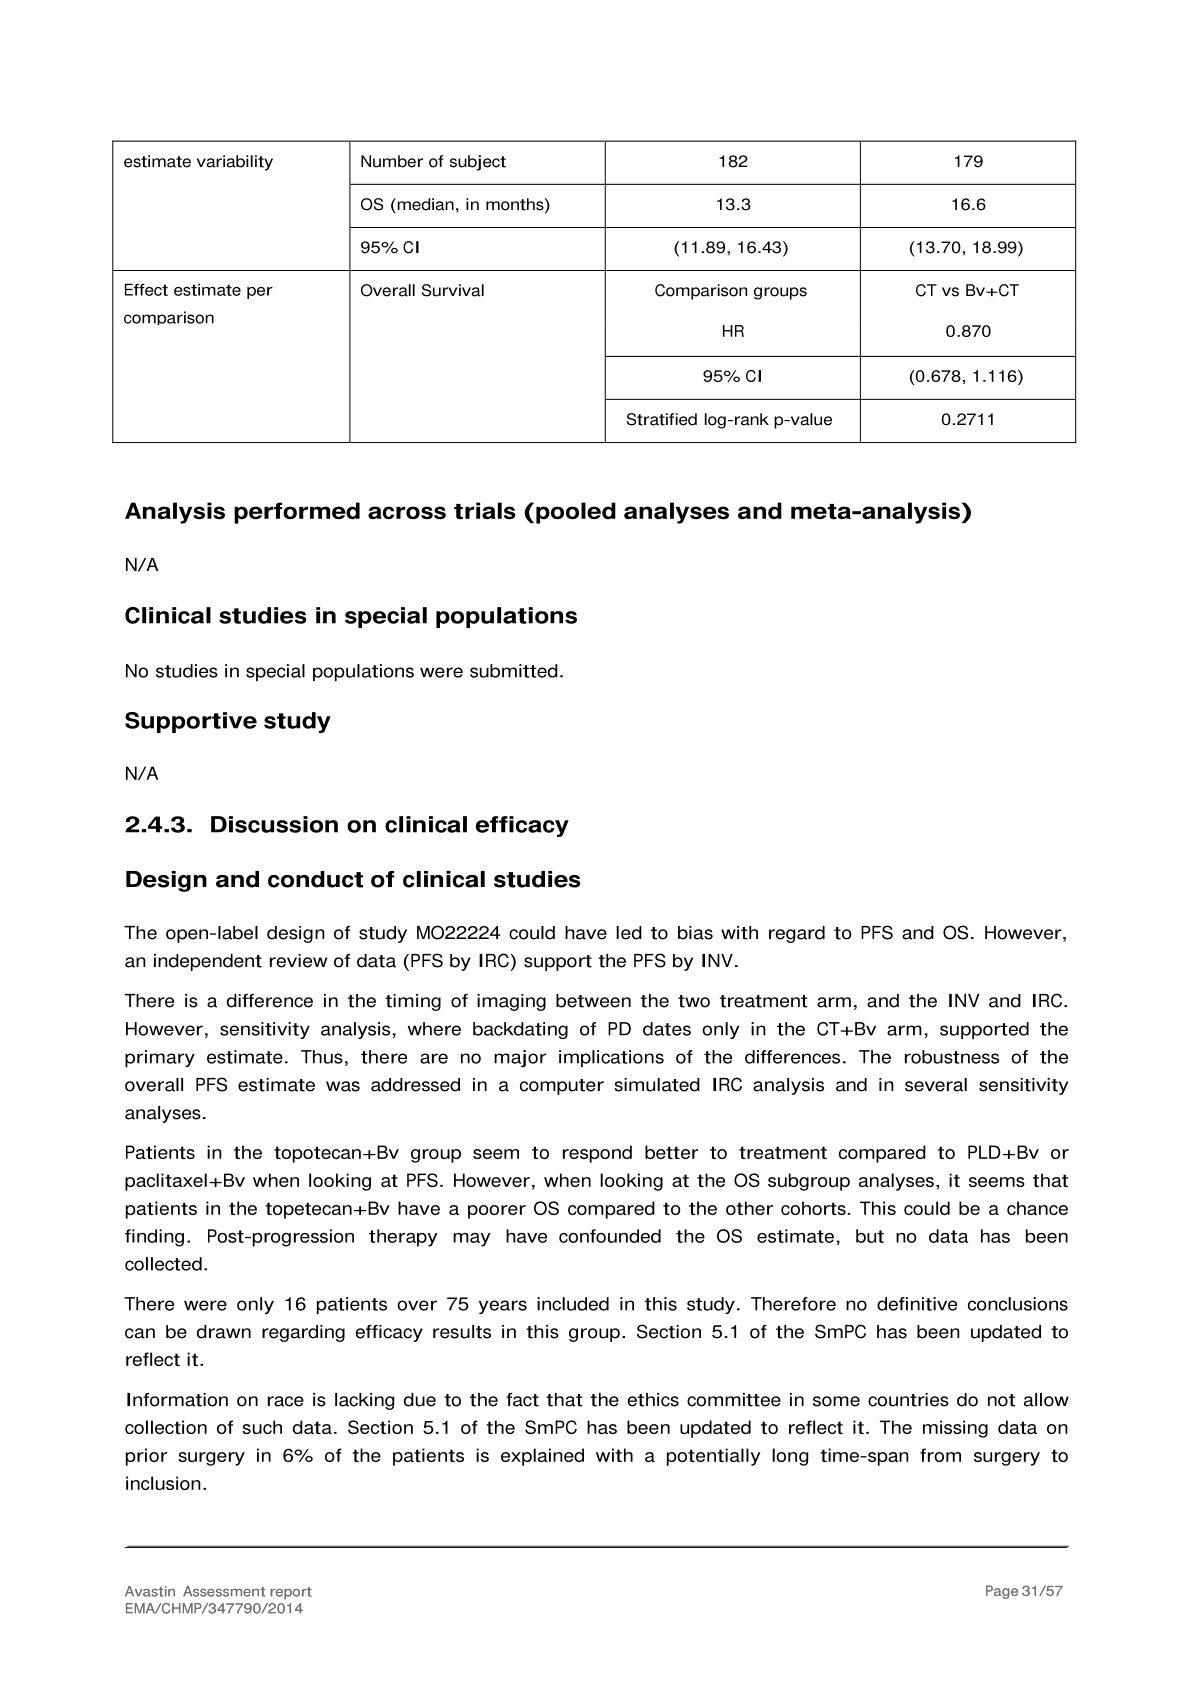 estimate variability Number of subject 182 179
OS (median, in months) 13.3 16.6
95% CI (11.89, 16.43) (13.70, 18.99)
Effect estimate per Overall Survival Comparison groups CT vs Bv+CT
comparison
HR 0.870
95% CI (0.678, 1.116)
Stratified log-rank p-value 0.2711
Analysis performed across trials (pooled analyses and meta-analysis)
N/A
Clinical studies in special populations
No studies in special populations were submitted.
Supportive study
N/A
2.4.3. Discussion on clinical efficacy
Design and conduct of clinical studies
The open-label design of study MO22224 could have led to bias with regard to PFS and OS. However,
an independent review of data (PFS by IRC) support the PFS by INV.
There is a difference in the timing of imaging between the two treatment arm, and the INV and IRC.
However, sensitivity analysis, where backdating of PD dates only in the CT+Bv arm, supported the
primary estimate. Thus, there are no major implications of the differences. The robustness of the
overall PFS estimate was addressed in a computer simulated IRC analysis and in several sensitivity
analyses.
Patients in the topotecan+Bv group seem to respond better to treatment compared to PLD+Bv or
paclitaxel+Bv when looking at PFS. However, when looking at the OS subgroup analyses, it seems that
patients in the topetecan+Bv have a poorer OS compared to the other cohorts. This could be a chance
finding. Post-progression therapy may have confounded the OS estimate, but no data has been
collected.
There were only 16 patients over 75 years included in this study. Therefore no definitive conclusions
can be drawn regarding efficacy results in this group. Section 5.1 of the SmPC has been updated to
reflect it.
Information on race is lacking due to the fact that the ethics committee in some countries do not allow
collection of such data. Section 5.1 of the SmPC has been updated to reflect it. The missing data on
prior surgery in 6% of the patients is explained with a potentially long time-span from surgery to
inclusion.
Avastin Assessment report Page 31/57
EMA/CHMP/347790/2014